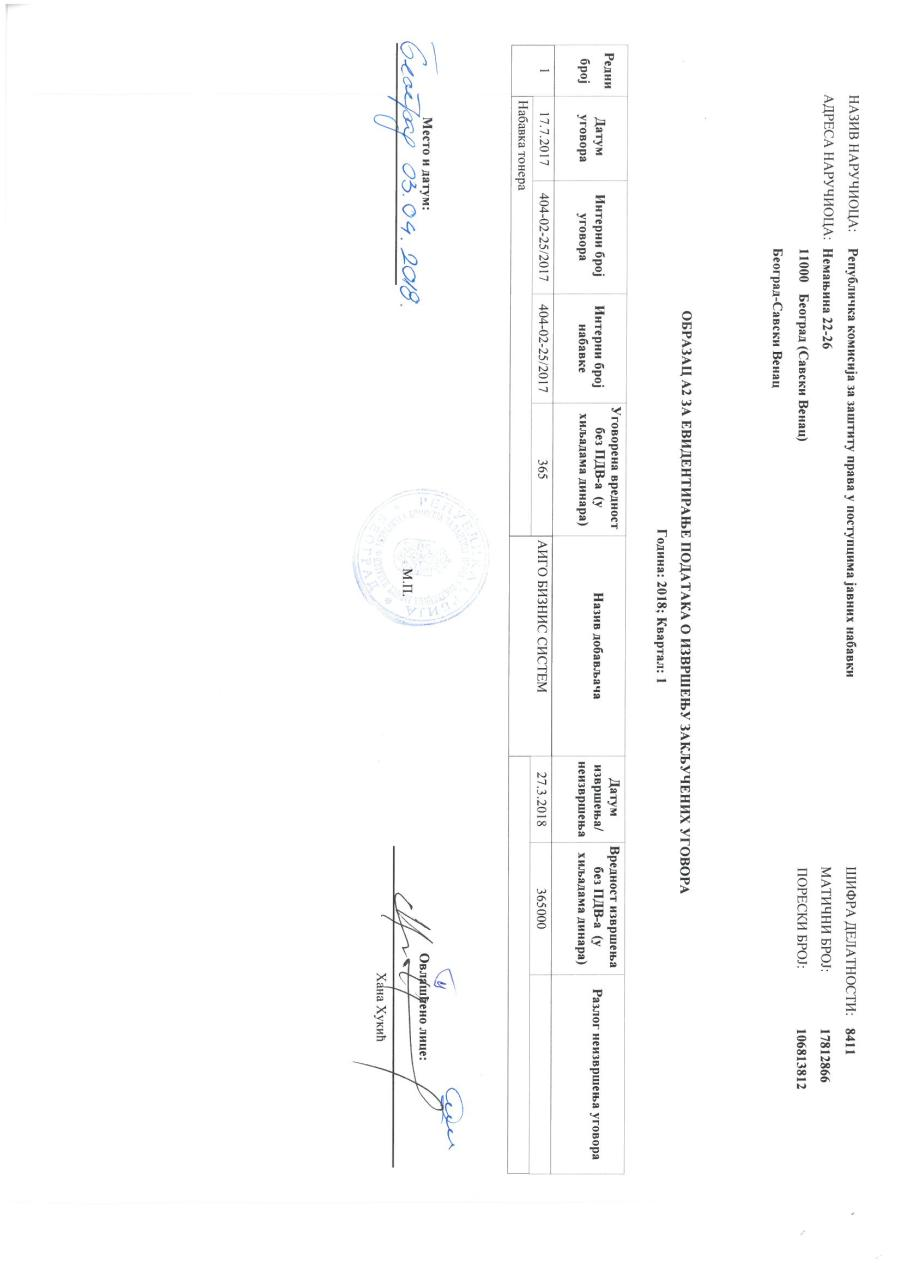 НАЗИВ НАРУЧИОЦА: Републичка комисија за заштиту права у поступцима јавних набавки
АДРЕСА НАРУЧИОЦА: Немањина 22-26
11000 Београд (Савски Венац)
Београд-Савски Венац
ШИФРА ДЕЛАТНОСТИ: 8411
МАТИЧНИ БРОЈ: 17812866
ПОРЕСКИ БРОЈ: 106813812
ОБРАЗАЦ А2 ЗА ЕВИДЕНТИРАЊЕ ПОДАТАКА О ИЗВРШЕЊУ ЗАКЉУЧЕНИХ УГОВОРА
Година: 2018; Квартал: 1
Редни број
Датум уговора
Интерни број уговора
Интерни број набавке
Уговорена вредност без ПДВ-а (у хиљадама динара)
Назив добављача
Датум извршења/ неизвршења
Вредност извршења без ПДВ-а (у хиљадама динара)
Разлог неизвршења уговора
1 17.7.2017 404-02-25/2017 404-02-25/2017 365 АИГО БИЗНИС СИСТЕМ 27.3.2018 365000
Набавка тонера
Место и датум:
Београд 03.04.2018.
М.П.
РЕПУБЛИКА СРБИЈА
БЕОГРАД
Овлашћено лице:
Хана Хукић